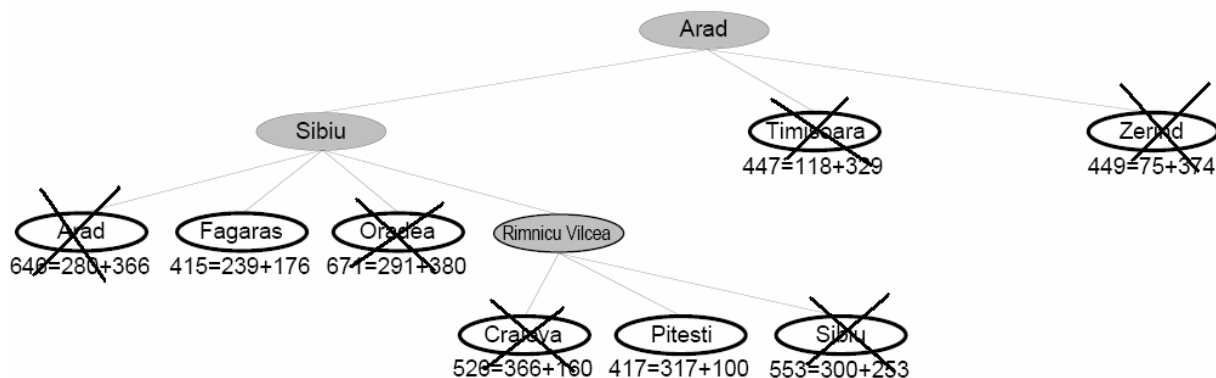 Arad
Sibiu
Timisoara
447=118+329
Zerind
449=75+374
Arad
646=280+366
Fagaras
415=239+176
Oradea
671=291+380
Rimnicu Vilcea
Craiova
526=366+160
Pitesti
417=317+100
Sibiu
553=300+253